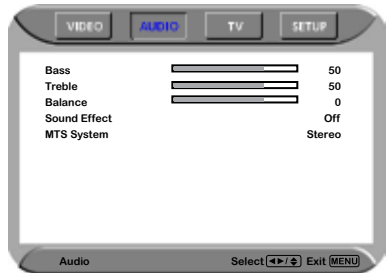 VIDEO AUDIO TV SETUP
Bass 50
Treble 50
Balance 0
Sound Effect Off
MTS System Stereo
Audio Select ◄►/♦ Exit MENU